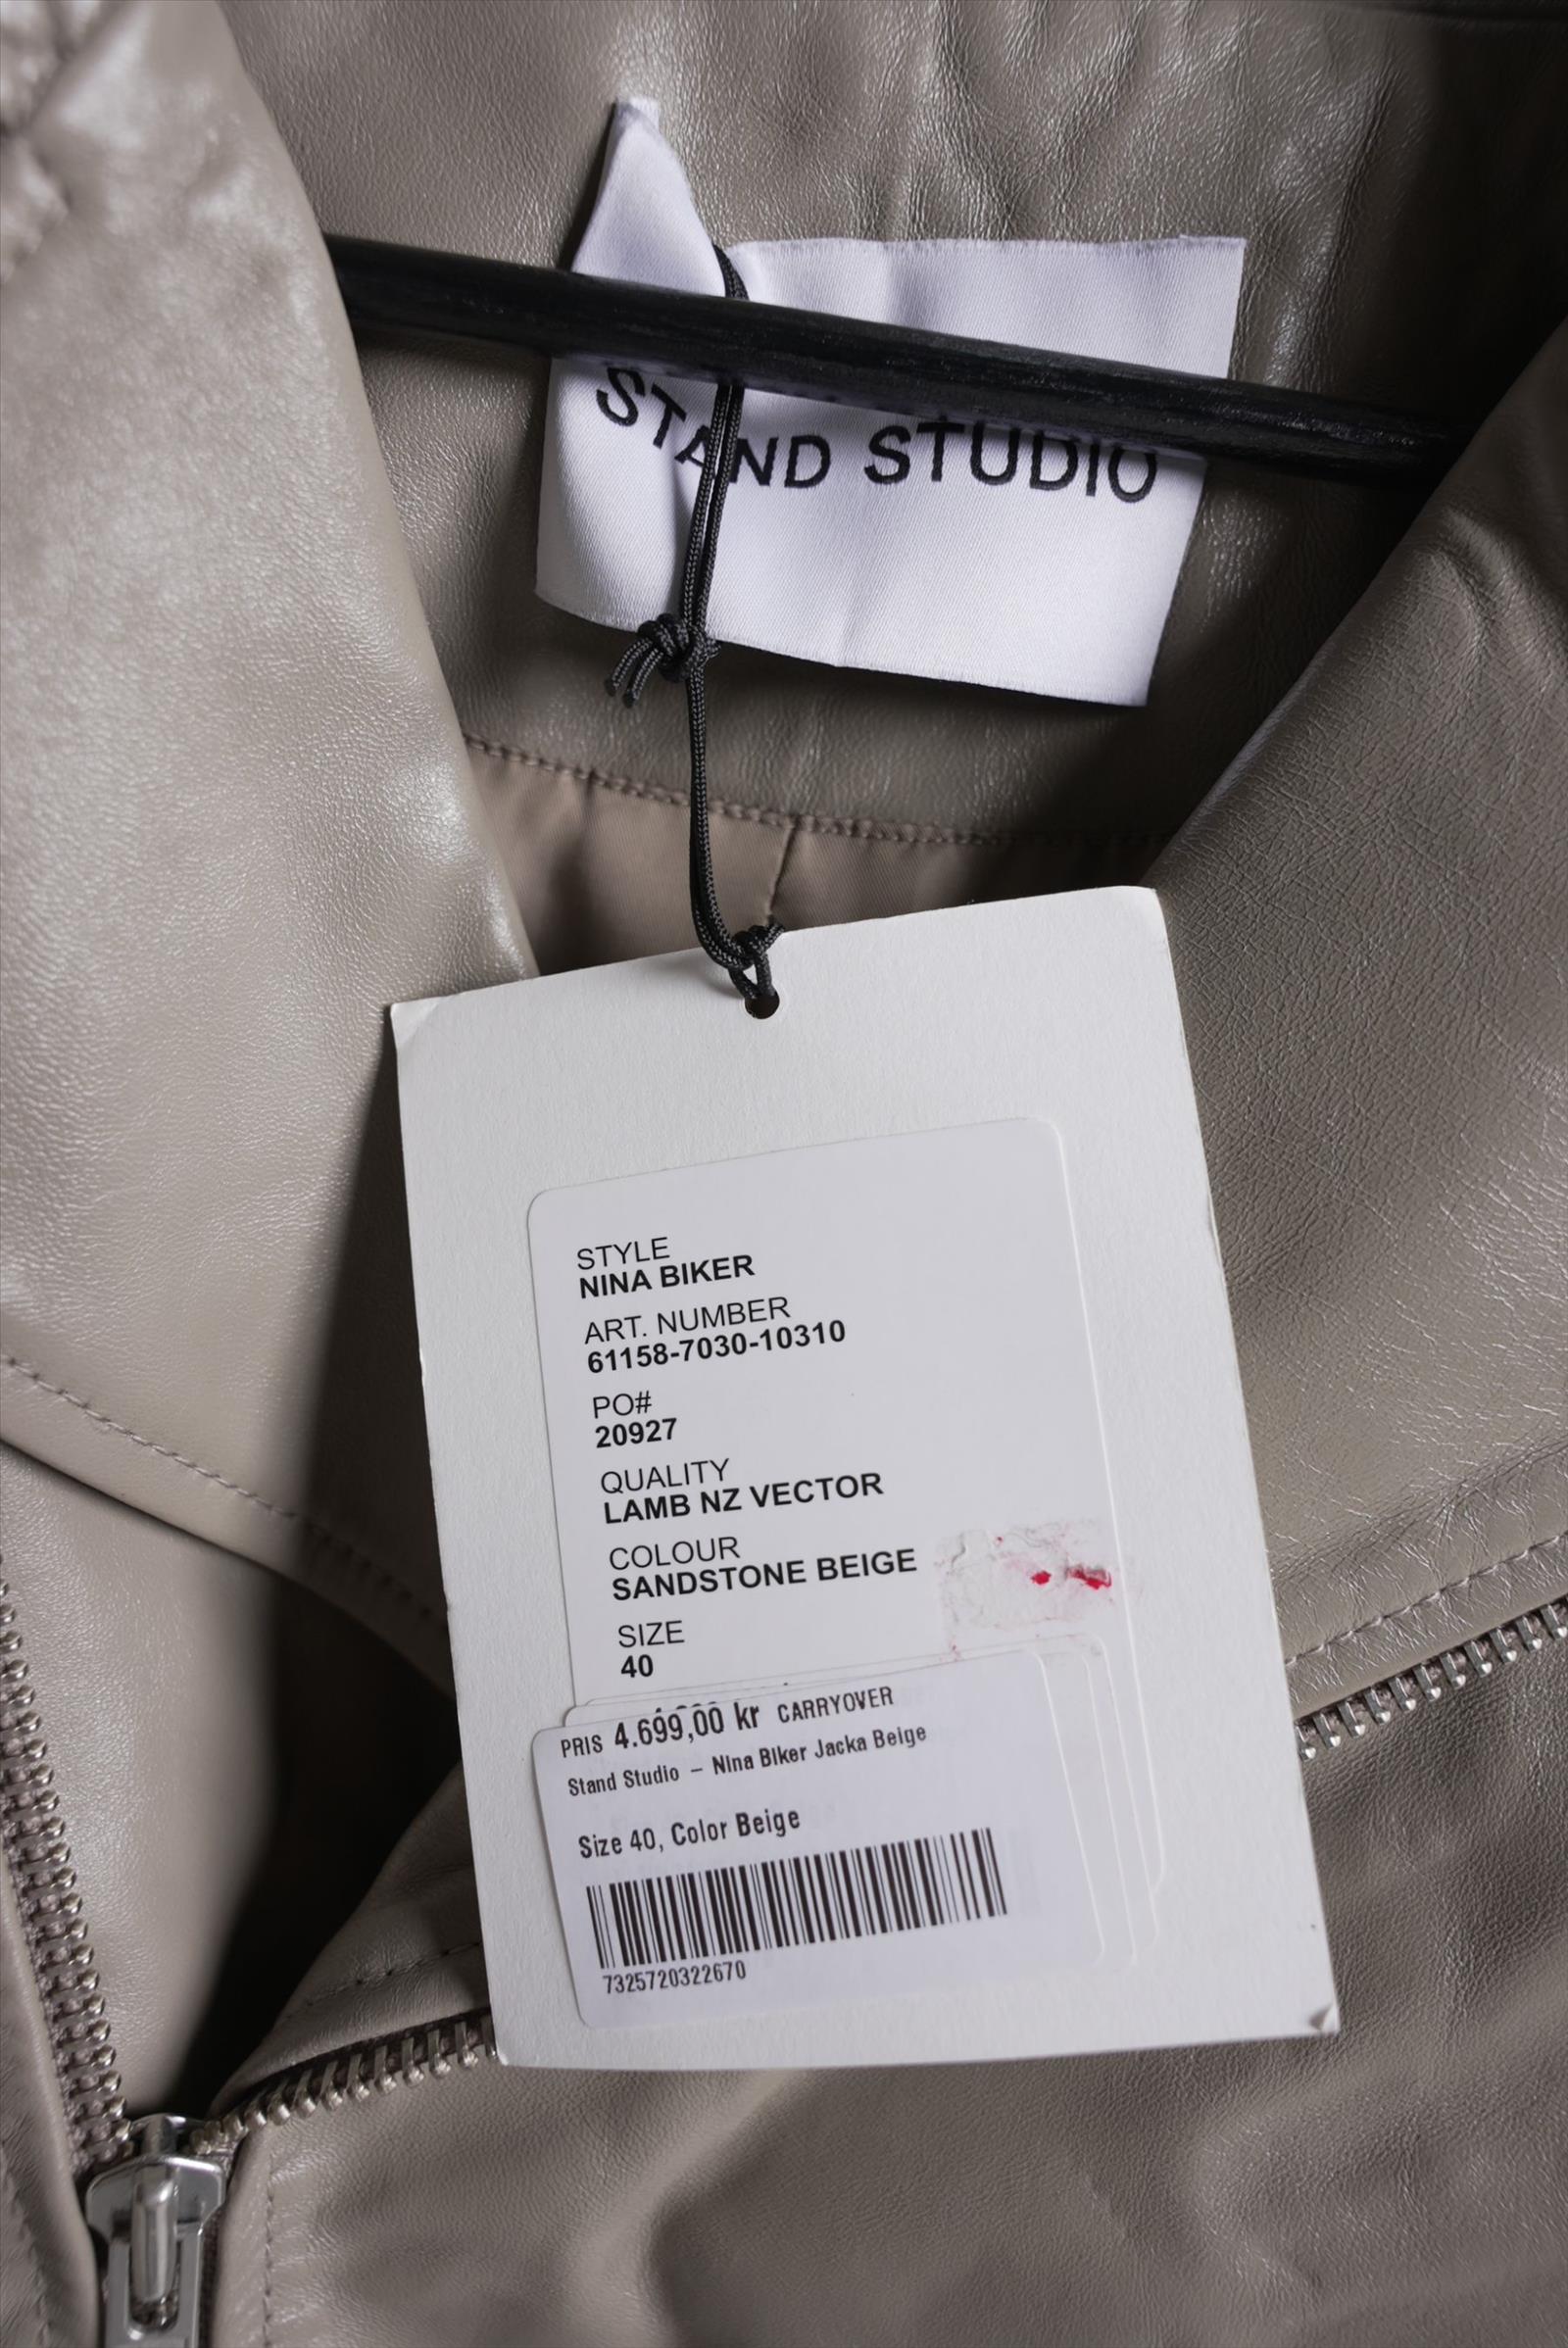 STAND STUDIO
STYLE
NINA BIKER
ART. NUMBER
61158-7030-10310
PO#
20927
QUALITY
LAMB NZ VECTOR
COLOUR
SANDSTONE BEIGE
SIZE
40
PRIS 4.699,00 kr CARRYOVER
Stand Studio – Nina Biker Jacka Beige
Size 40, Color Beige
7325720322670